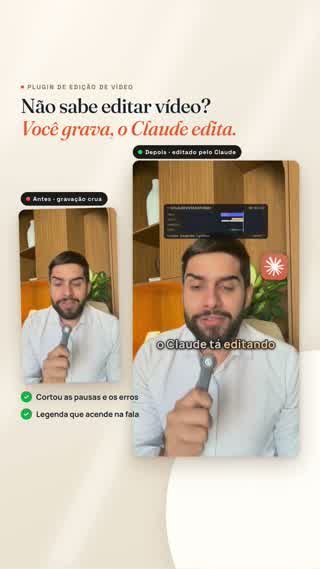 PLUGIN DE EDIÇÃO DE VÍDEO
Não sabe editar vídeo?
Você grava, o Claude edita.
Depois · editado pelo Claude
Antes · gravação crua
o Claude tá editando
Cortou as pausas e os erros
Legenda que acende na fala